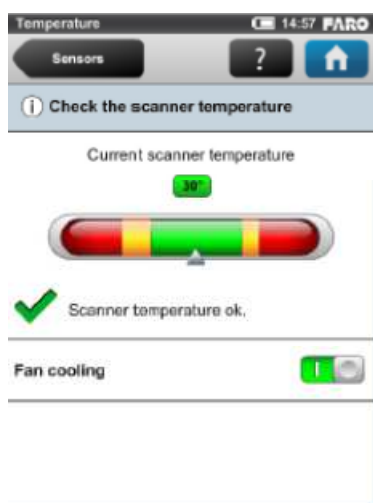 Temperature 14:57 FARO
Sensors ?
i Check the scanner temperature
Current scanner temperature
30°
Scanner temperature ok.
Fan cooling I